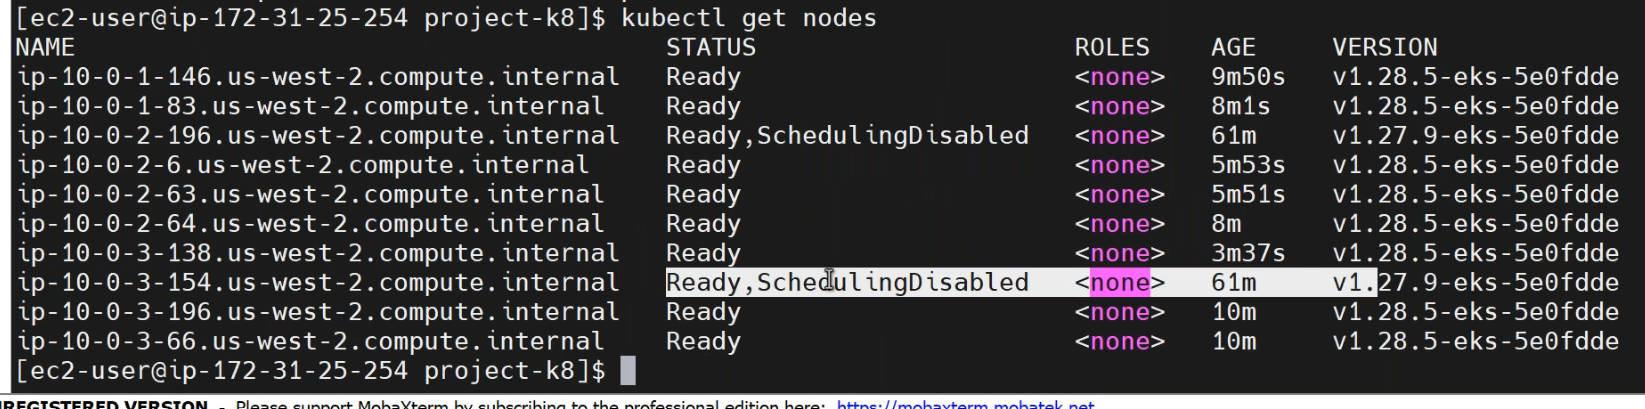 [ec2-user@ip-172-31-25-254 project-k8]$ kubectl get nodes
NAME STATUS ROLES AGE VERSION
ip-10-0-1-146.us-west-2.compute.internal Ready <none> 9m50s v1.28.5-eks-5e0fdde
ip-10-0-1-83.us-west-2.compute.internal Ready <none> 8m1s v1.28.5-eks-5e0fdde
ip-10-0-2-196.us-west-2.compute.internal Ready,SchedulingDisabled <none> 61m v1.27.9-eks-5e0fdde
ip-10-0-2-6.us-west-2.compute.internal Ready <none> 5m53s v1.28.5-eks-5e0fdde
ip-10-0-2-63.us-west-2.compute.internal Ready <none> 5m51s v1.28.5-eks-5e0fdde
ip-10-0-2-64.us-west-2.compute.internal Ready <none> 8m v1.28.5-eks-5e0fdde
ip-10-0-3-138.us-west-2.compute.internal Ready <none> 3m37s v1.28.5-eks-5e0fdde
ip-10-0-3-154.us-west-2.compute.internal Ready,SchedulingDisabled <none> 61m v1.27.9-eks-5e0fdde
ip-10-0-3-196.us-west-2.compute.internal Ready <none> 10m v1.28.5-eks-5e0fdde
ip-10-0-3-66.us-west-2.compute.internal Ready <none> 10m v1.28.5-eks-5e0fdde
[ec2-user@ip-172-31-25-254 project-k8]$
NREGISTERED VERSION - Please support MobaXterm by subscribing to the professional edition here: https://mobaxterm.mobatek.net